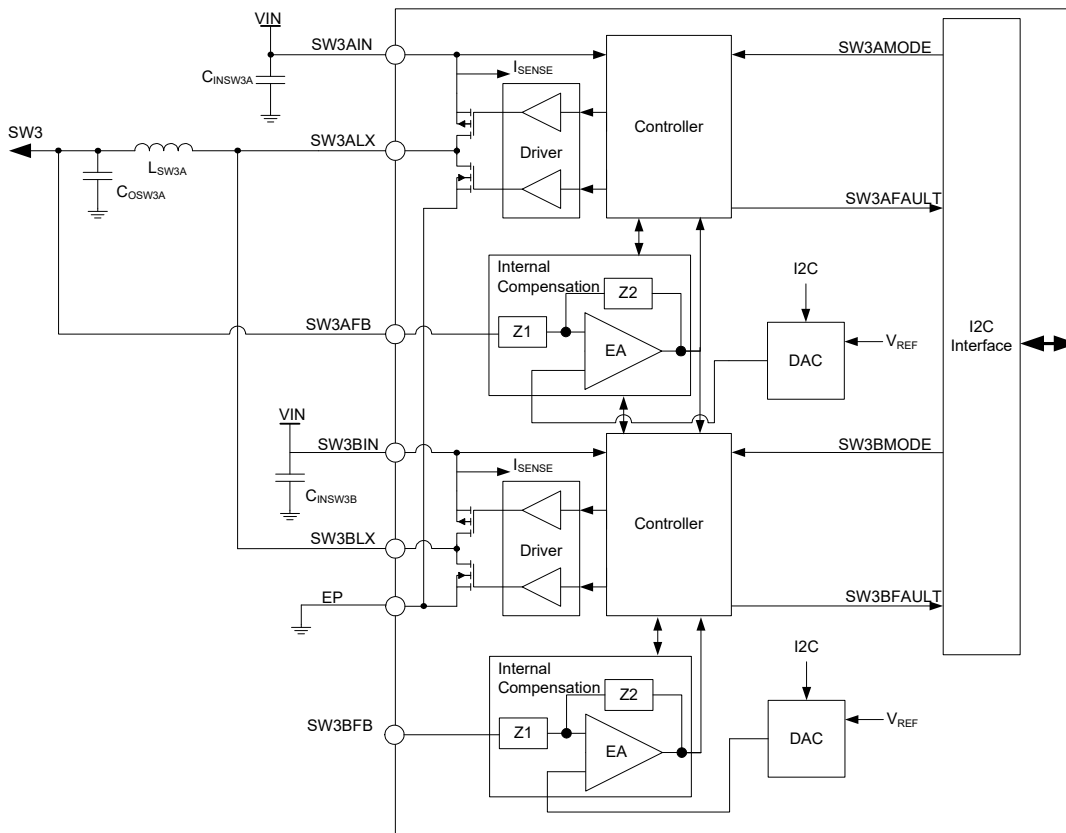 VIN
SW3AIN
CINSW3A
ISENSE
SW3AMODE
Controller
SW3
LSW3A
COSW3A
SW3ALX
Driver
SW3AFAULT
Internal
Compensation
Z2
Z1
EA
SW3AFB
I2C
VREF
DAC
I2C
Interface
VIN
SW3BIN
CINSW3B
ISENSE
SW3BMODE
Controller
SW3BLX
Driver
EP
SW3BFAULT
Internal
Compensation
Z2
Z1
EA
SW3BFB
I2C
VREF
DAC